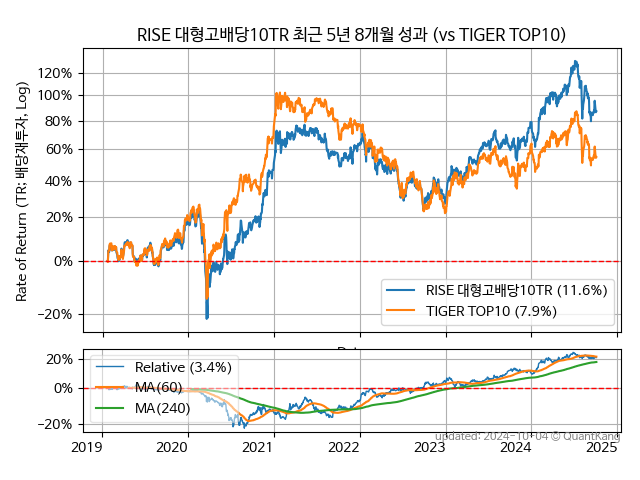 RISE 대형고배당10TR 최근 5년 8개월 성과 (vs TIGER TOP10)
Rate of Return (TR: 배당재투자, Log)
120%
100%
80%
60%
40%
20%
0%
−20%
RISE 대형고배당10TR (11.6%)
TIGER TOP10 (7.9%)
20%
0%
−20%
Relative (3.4%)
MA(60)
MA(240)
2019 2020 2021 2022 2023 2024 2025
updated: 2024-10-04 © QuantKang